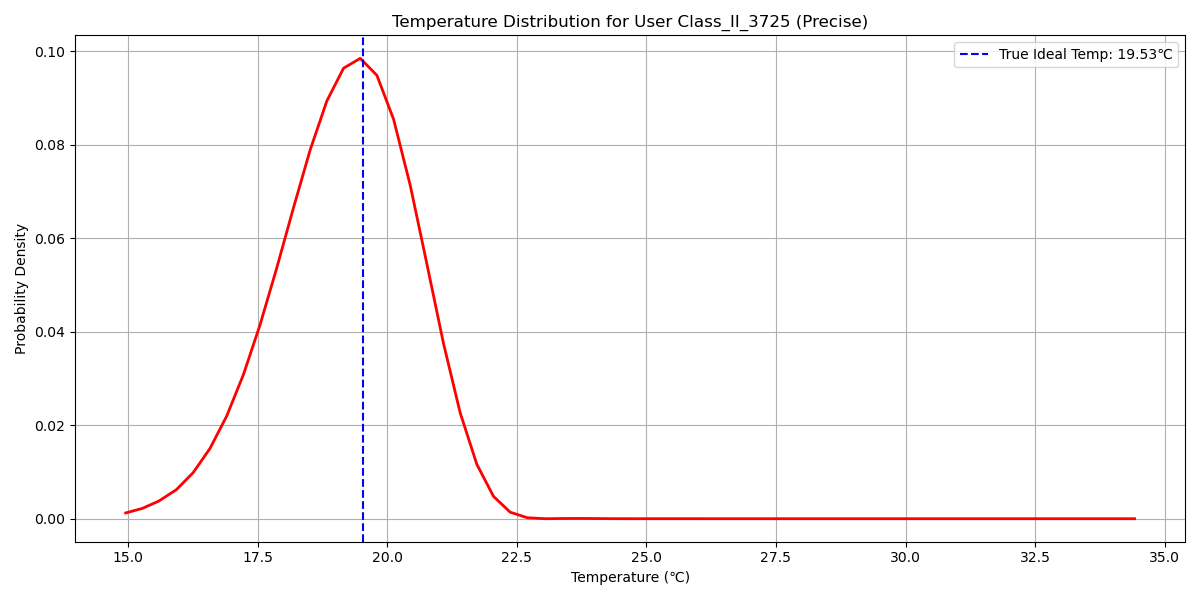 Temperature Distribution for User Class_II_3725 (Precise)
True Ideal Temp: 19.53℃
Probability Density
0.10
0.08
0.06
0.04
0.02
0.00
15.0 17.5 20.0 22.5 25.0 27.5 30.0 32.5 35.0
Temperature (℃)